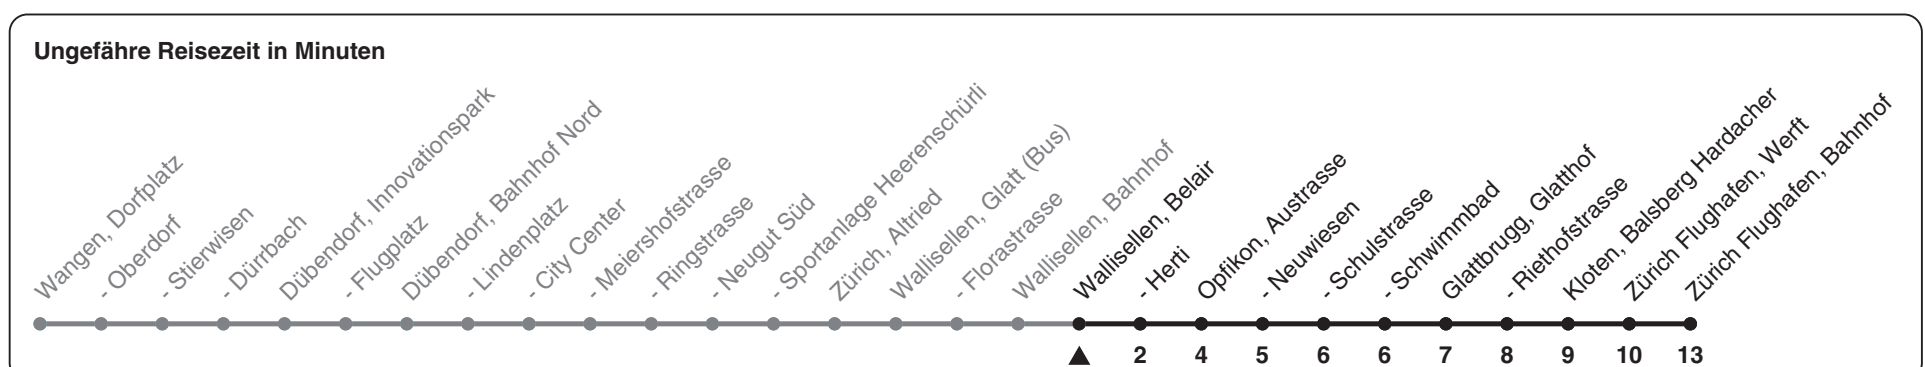 Ungefähre Reisezeit in Minuten
Wangen, Dorfplatz
- Oberdorf
- Stierwisen
- Dürrbach
Dübendorf, Innovationspark
- Flugplatz
Dübendorf, Bahnhof Nord
- Lindenplatz
- City Center
- Meiershofstrasse
- Ringstrasse
- Neugut Süd
- Sportanlage Heerenschürli
Zürich, Altried
Wallisellen, Glatt (Bus)
- Florastrasse
Wallisellen, Bahnhof
Wallisellen, Belair
- Herti
Opfikon, Austrasse
- Neuwiesen
- Schulstrasse
- Schwimmbad
Glattbrugg, Glatthof
- Riethofstrasse
Kloten, Balsberg Hardacher
Zürich Flughafen, Werft
Zürich Flughafen, Bahnhof
2 4 5 6 6 7 8 9 10 13